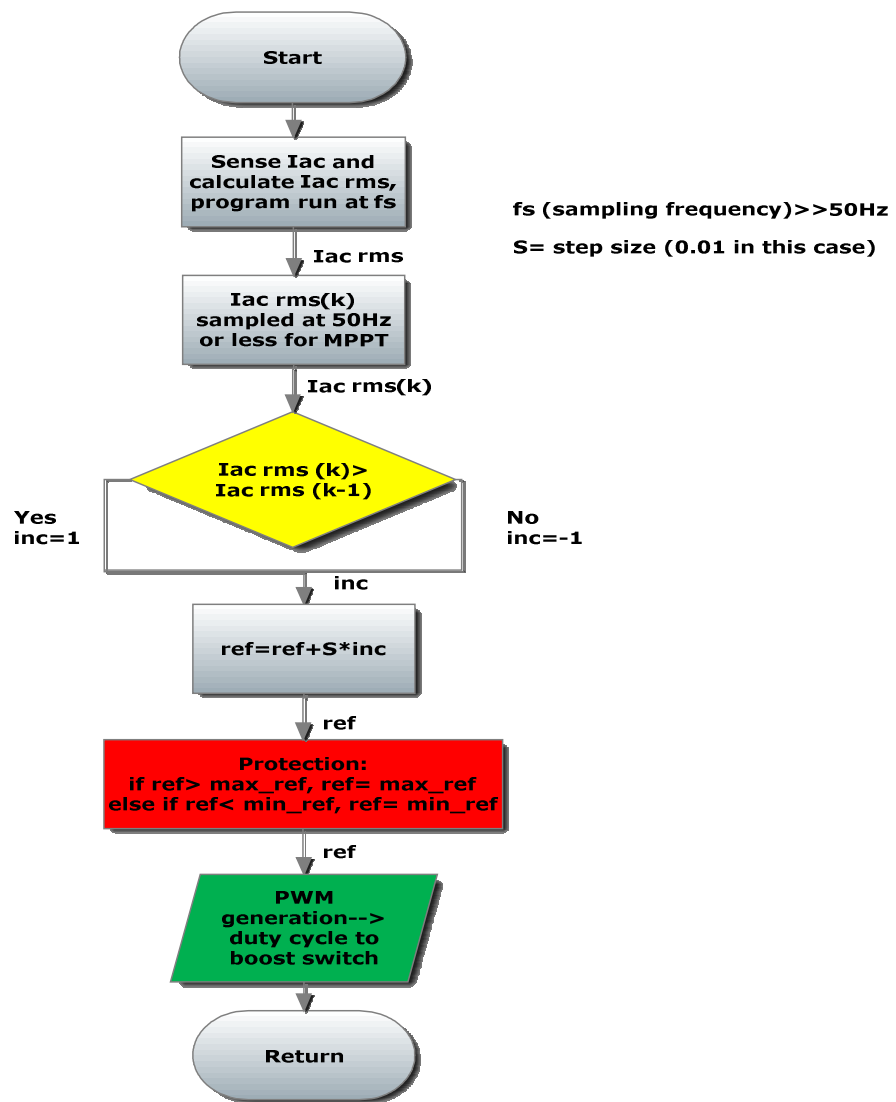 Start
Sense Iac and
calculate Iac rms,
program run at fs
fs (sampling frequency)>>50Hz
S= step size (0.01 in this case)
Iac rms
Iac rms(k)
sampled at 50Hz
or less for MPPT
Iac rms(k)
Iac rms (k)>
Iac rms (k-1)
Yes
inc=1
No
inc=-1
inc
ref=ref+S*inc
ref
Protection:
if ref> max_ref, ref= max_ref
else if ref< min_ref, ref= min_ref
ref
PWM
generation-->
duty cycle to
boost switch
Return